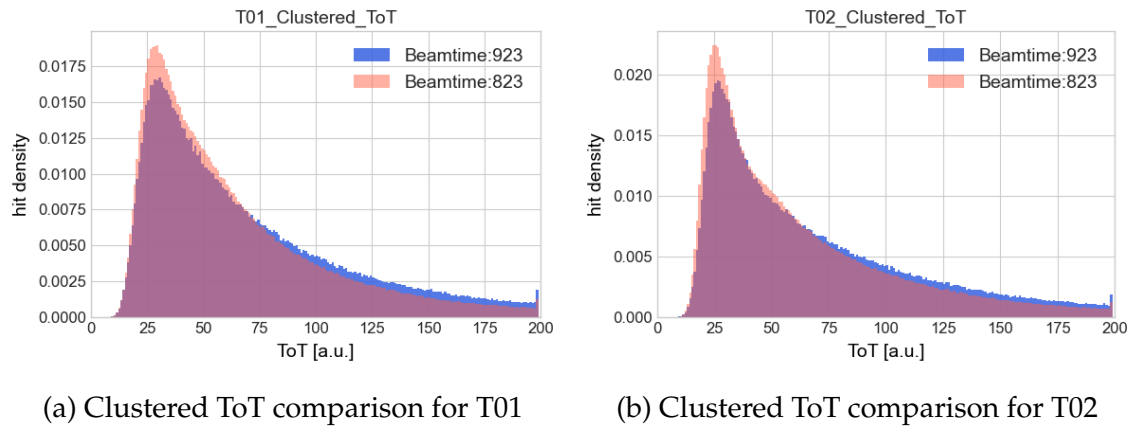 T01_Clustered_ToT
Beamtime:923
Beamtime:823
hit density
0.0175
0.0150
0.0125
0.0100
0.0075
0.0050
0.0025
0.0000
0 25 50 75 100 125 150 175 200
ToT [a.u.]
(a) Clustered ToT comparison for T01
T02_Clustered_ToT
Beamtime:923
Beamtime:823
hit density
0.020
0.015
0.010
0.005
0.000
0 25 50 75 100 125 150 175 200
ToT [a.u.]
(b) Clustered ToT comparison for T02